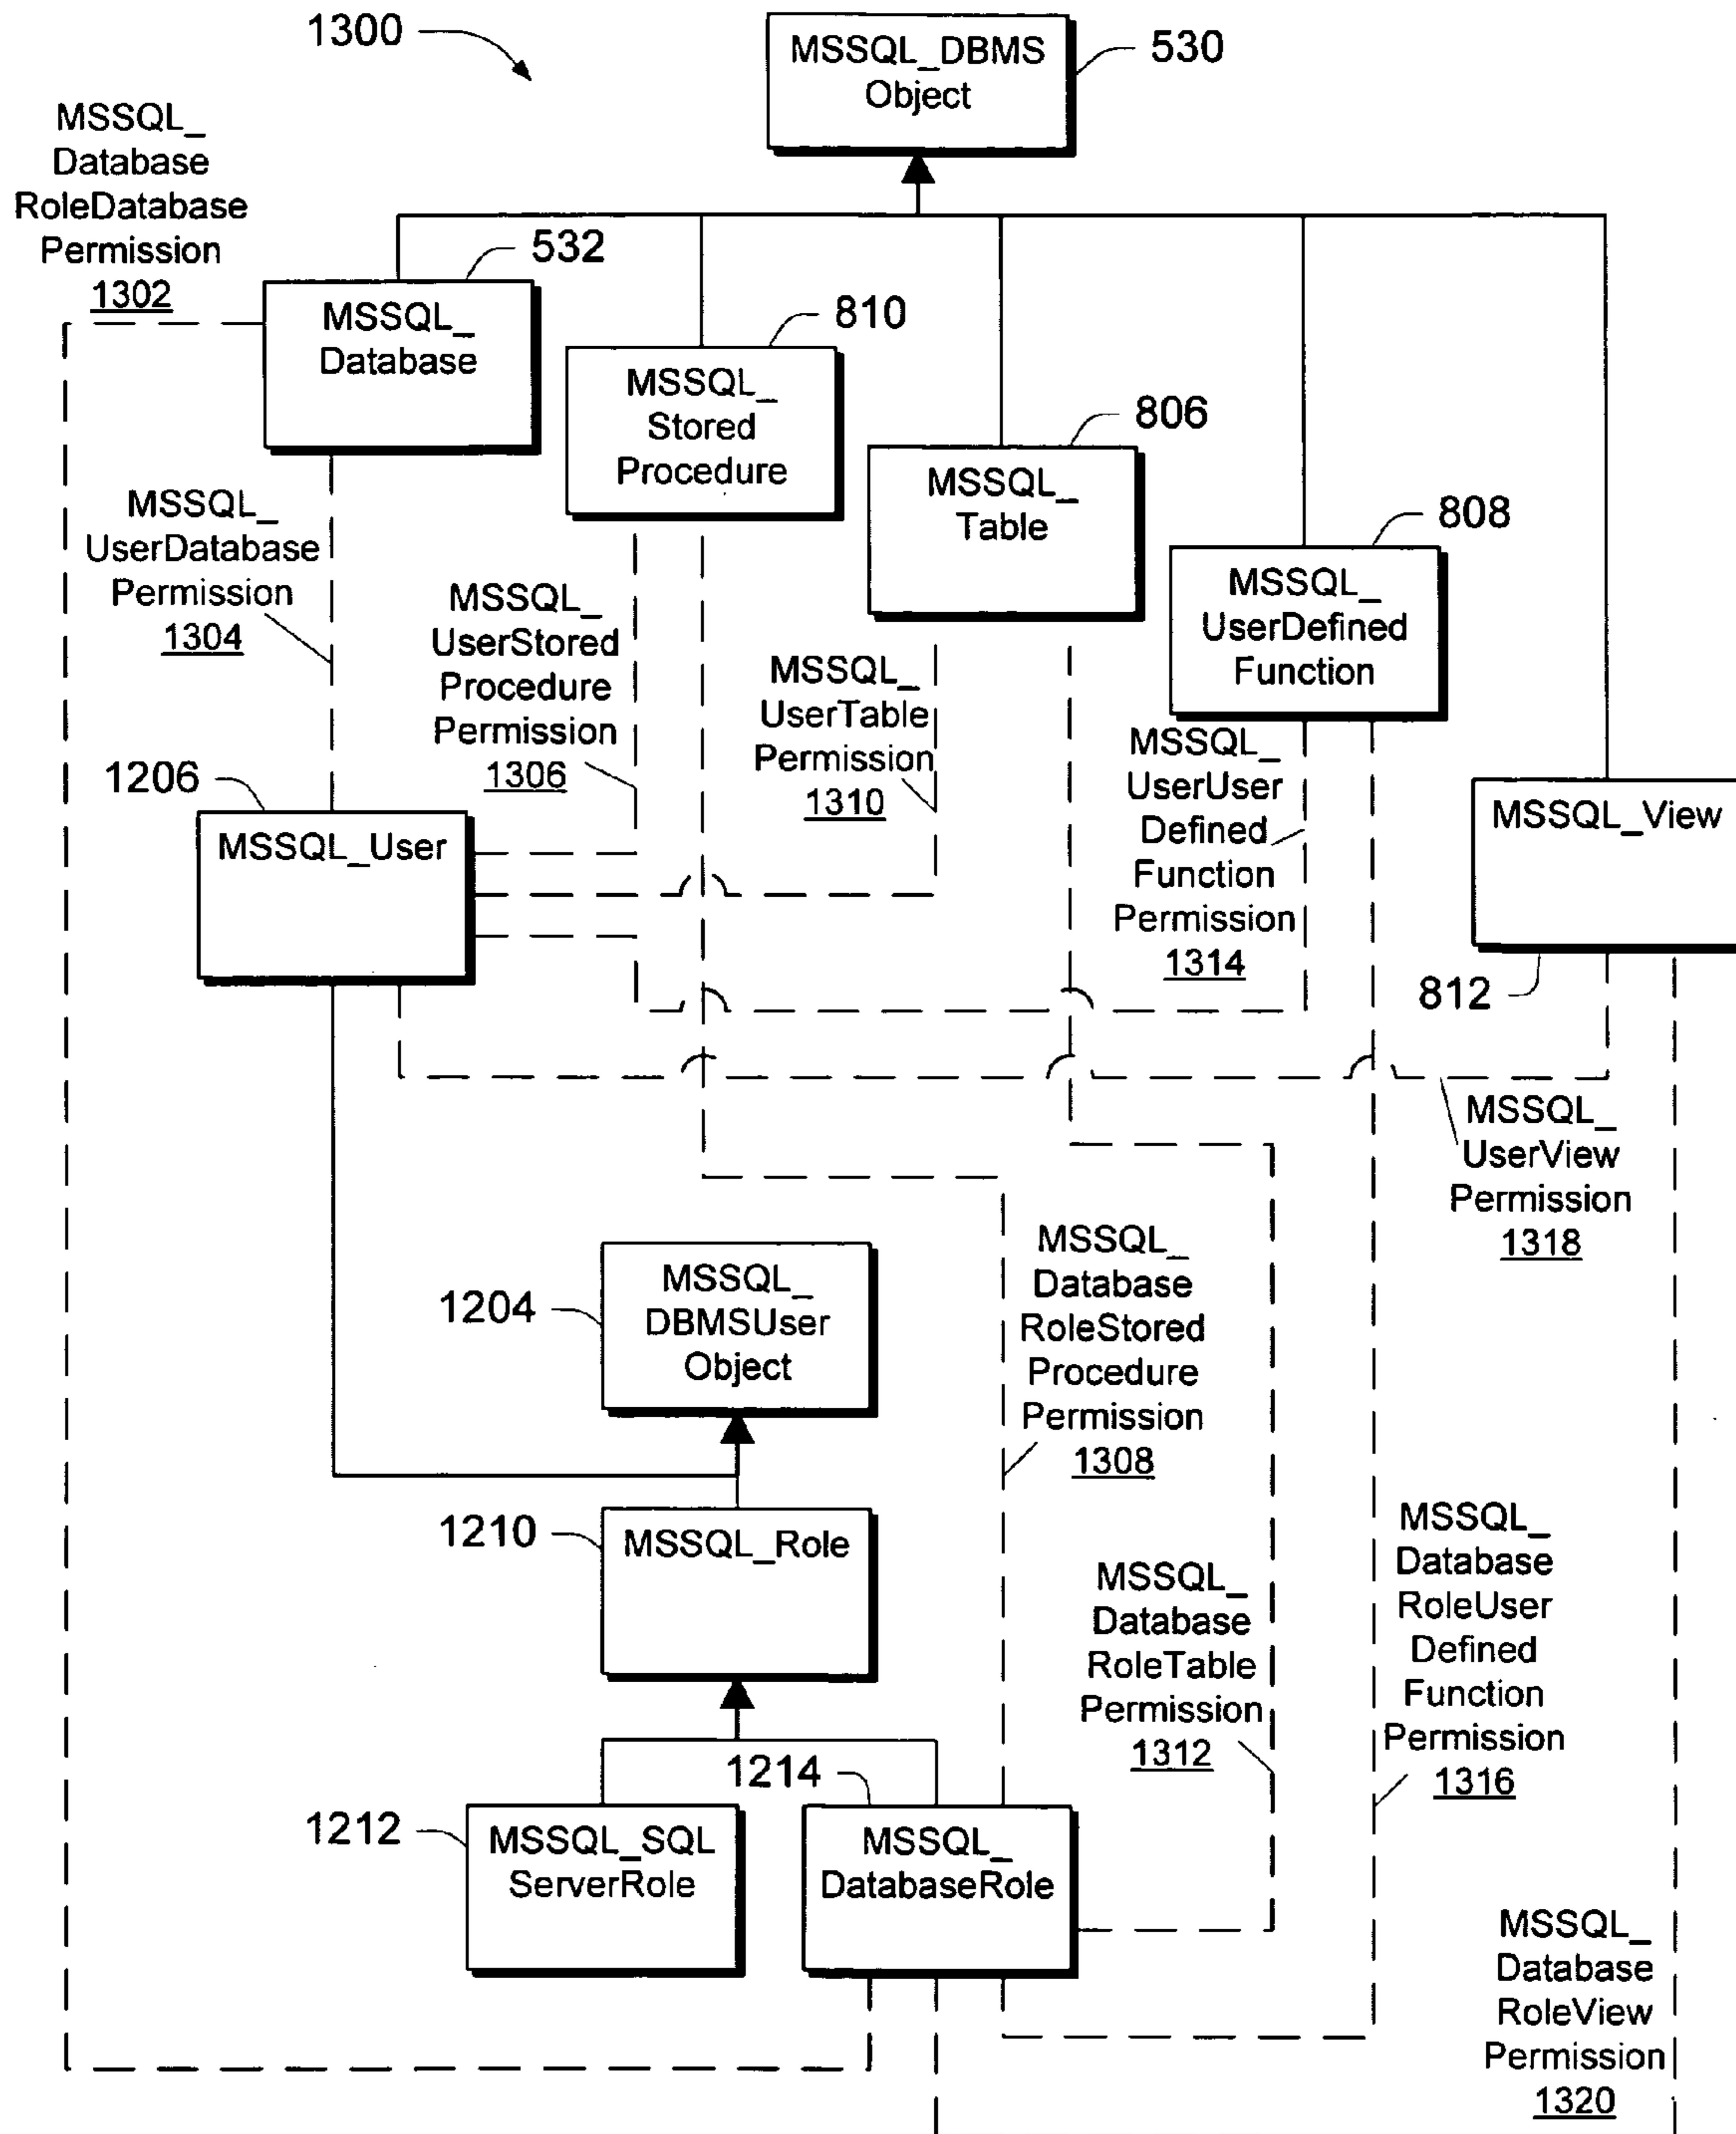 1300
MSSQL_DBMS
Object
530
MSSQL_
Database
RoleDatabase
Permission
1302
532
MSSQL_
Database
810
MSSQL_
Stored
Procedure
806
MSSQL_
Table
808
MSSQL_
UserDefined
Function
MSSQL_
UserDatabase
Permission
1304
MSSQL_
UserStored
Procedure
Permission
1306
MSSQL_
UserTable
Permission
1310
MSSQL_
UserUser
Defined
Function
Permission
1314
MSSQL_View
812
1206
MSSQL_User
MSSQL_
UserView
Permission
1318
1204
MSSQL_
DBMSUser
Object
MSSQL_
Database
RoleStored
Procedure
Permission
1308
1210
MSSQL_Role
MSSQL_
Database
RoleTable
Permission
1312
MSSQL_
Database
RoleUser
Defined
Function
Permission
1316
1212
MSSQL_SQL
ServerRole
1214
MSSQL_
DatabaseRole
MSSQL_
Database
RoleView
Permission
1320